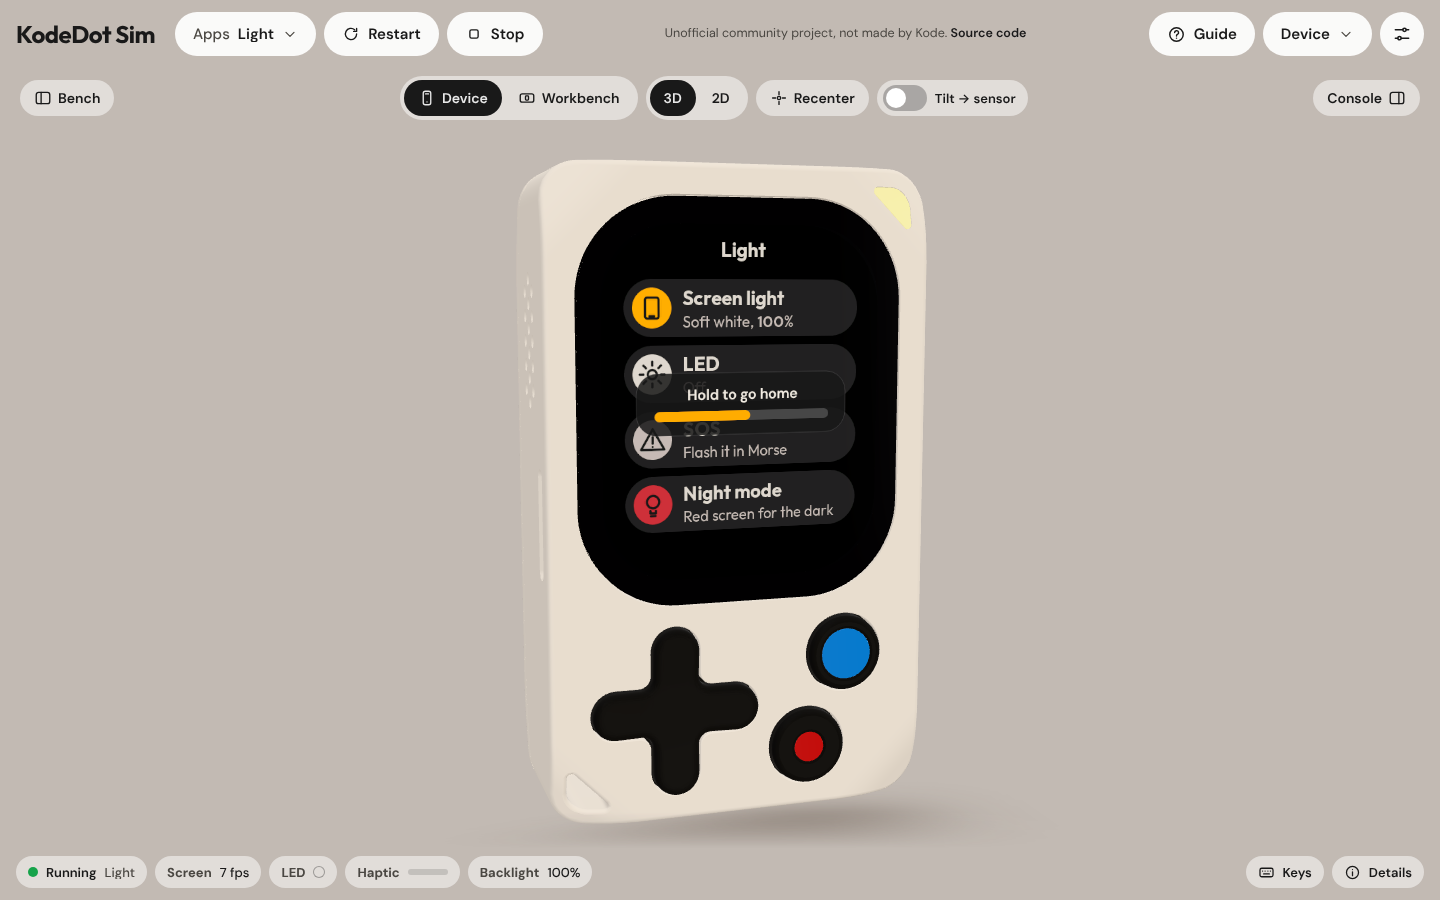 KodeDot Sim
Apps Light
Restart
Stop
Unofficial community project, not made by Kode. Source code
Guide
Device
Bench
Device
Workbench
3D
2D
Recenter
Tilt → sensor
Console
Light
Screen light
Soft white, 100%
LED
Off
Hold to go home
SOS
Flash it in Morse
Night mode
Red screen for the dark
Running Light
Screen 7 fps
LED
Haptic
Backlight 100%
Keys
Details